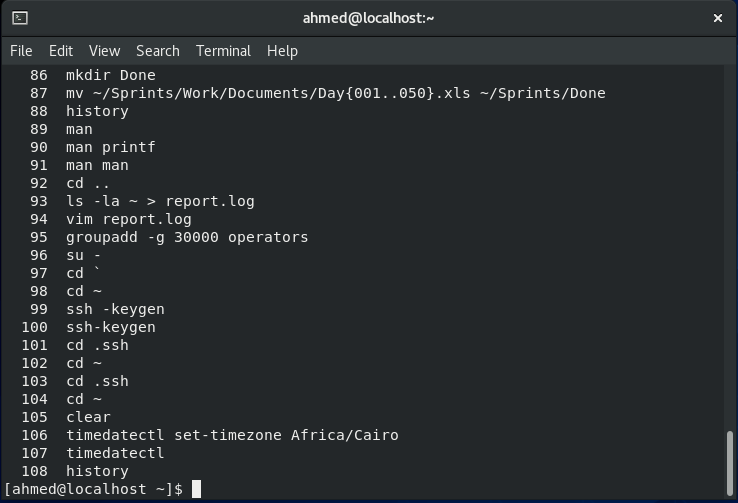 ahmed@localhost:~
File Edit View Search Terminal Help
86 mkdir Done
87 mv ~/Sprints/Work/Documents/Day{001..050}.xls ~/Sprints/Done
88 history
89 man
90 man printf
91 man man
92 cd ..
93 ls -la ~ > report.log
94 vim report.log
95 groupadd -g 30000 operators
96 su -
97 cd `
98 cd ~
99 ssh -keygen
100 ssh-keygen
101 cd .ssh
102 cd ~
103 cd .ssh
104 cd ~
105 clear
106 timedatectl set-timezone Africa/Cairo
107 timedatectl
108 history
[ahmed@localhost ~]$